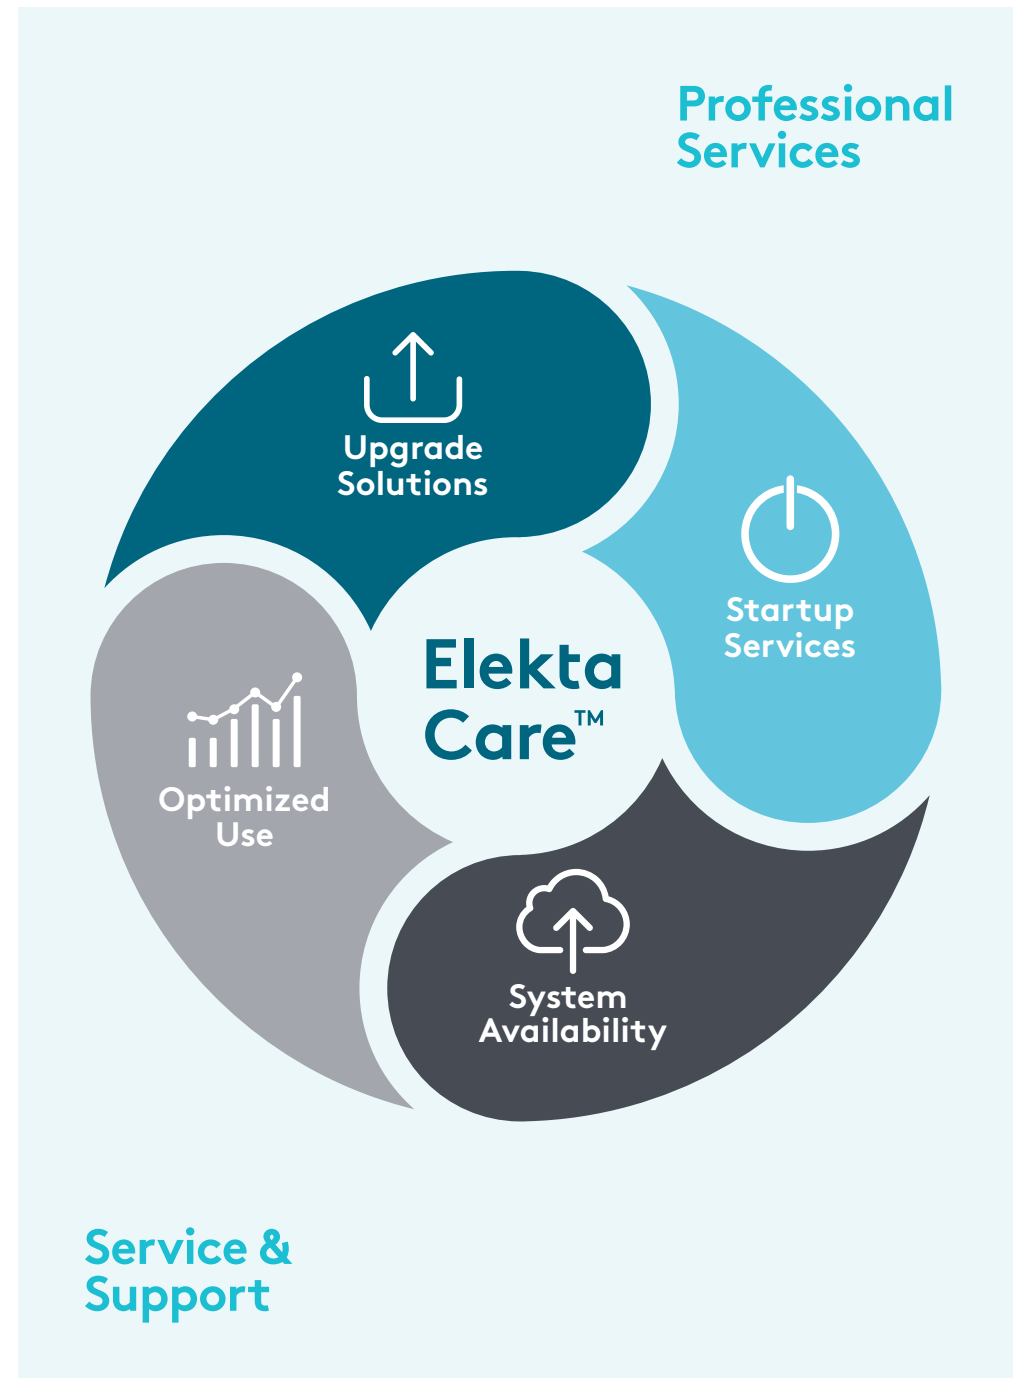 Professional
Services
Upgrade
Solutions
Startup
Services
Elekta
Care™
Optimized
Use
System
Availability
Service &
Support